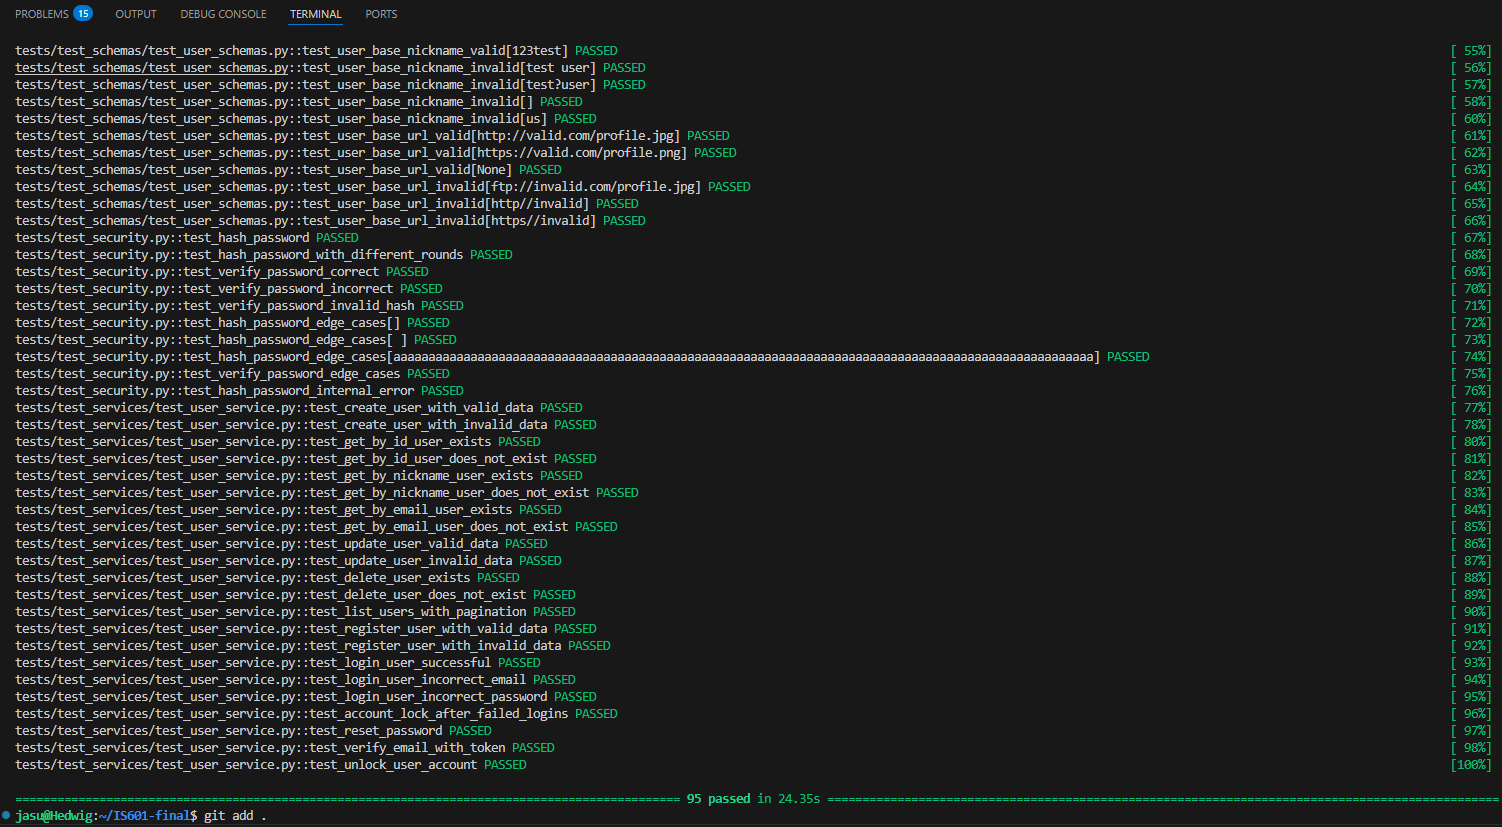 PROBLEMS 15 OUTPUT DEBUG CONSOLE TERMINAL PORTS
tests/test_schemas/test_user_schemas.py::test_user_base_nickname_valid[123test] PASSED [ 55%]
tests/test_schemas/test_user_schemas.py::test_user_base_nickname_invalid[test user] PASSED [ 56%]
tests/test_schemas/test_user_schemas.py::test_user_base_nickname_invalid[test?user] PASSED [ 57%]
tests/test_schemas/test_user_schemas.py::test_user_base_nickname_invalid[] PASSED [ 58%]
tests/test_schemas/test_user_schemas.py::test_user_base_nickname_invalid[us] PASSED [ 60%]
tests/test_schemas/test_user_schemas.py::test_user_base_url_valid[http://valid.com/profile.jpg] PASSED [ 61%]
tests/test_schemas/test_user_schemas.py::test_user_base_url_valid[https://valid.com/profile.png] PASSED [ 62%]
tests/test_schemas/test_user_schemas.py::test_user_base_url_valid[None] PASSED [ 63%]
tests/test_schemas/test_user_schemas.py::test_user_base_url_invalid[ftp://invalid.com/profile.jpg] PASSED [ 64%]
tests/test_schemas/test_user_schemas.py::test_user_base_url_invalid[http//invalid] PASSED [ 65%]
tests/test_schemas/test_user_schemas.py::test_user_base_url_invalid[https//invalid] PASSED [ 66%]
tests/test_security.py::test_hash_password PASSED [ 67%]
tests/test_security.py::test_hash_password_with_different_rounds PASSED [ 68%]
tests/test_security.py::test_verify_password_correct PASSED [ 69%]
tests/test_security.py::test_verify_password_incorrect PASSED [ 70%]
tests/test_security.py::test_verify_password_invalid_hash PASSED [ 71%]
tests/test_security.py::test_hash_password_edge_cases[] PASSED [ 72%]
tests/test_security.py::test_hash_password_edge_cases[ ] PASSED [ 73%]
tests/test_security.py::test_hash_password_edge_cases[aaaaaaaaaaaaaaaaaaaaaaaaaaaaaaaaaaaaaaaaaaaaaaaaaaaaaaaaaaaaaaaaaaaaaaaaaaaaaaaaaaaaaaaaaaaaaaaaaaaa] PASSED [ 74%]
tests/test_security.py::test_verify_password_edge_cases PASSED [ 75%]
tests/test_security.py::test_hash_password_internal_error PASSED [ 76%]
tests/test_services/test_user_service.py::test_create_user_with_valid_data PASSED [ 77%]
tests/test_services/test_user_service.py::test_create_user_with_invalid_data PASSED [ 78%]
tests/test_services/test_user_service.py::test_get_by_id_user_exists PASSED [ 80%]
tests/test_services/test_user_service.py::test_get_by_id_user_does_not_exist PASSED [ 81%]
tests/test_services/test_user_service.py::test_get_by_nickname_user_exists PASSED [ 82%]
tests/test_services/test_user_service.py::test_get_by_nickname_user_does_not_exist PASSED [ 83%]
tests/test_services/test_user_service.py::test_get_by_email_user_exists PASSED [ 84%]
tests/test_services/test_user_service.py::test_get_by_email_user_does_not_exist PASSED [ 85%]
tests/test_services/test_user_service.py::test_update_user_valid_data PASSED [ 86%]
tests/test_services/test_user_service.py::test_update_user_invalid_data PASSED [ 87%]
tests/test_services/test_user_service.py::test_delete_user_exists PASSED [ 88%]
tests/test_services/test_user_service.py::test_delete_user_does_not_exist PASSED [ 89%]
tests/test_services/test_user_service.py::test_list_users_with_pagination PASSED [ 90%]
tests/test_services/test_user_service.py::test_register_user_with_valid_data PASSED [ 91%]
tests/test_services/test_user_service.py::test_register_user_with_invalid_data PASSED [ 92%]
tests/test_services/test_user_service.py::test_login_user_successful PASSED [ 93%]
tests/test_services/test_user_service.py::test_login_user_incorrect_email PASSED [ 94%]
tests/test_services/test_user_service.py::test_login_user_incorrect_password PASSED [ 95%]
tests/test_services/test_user_service.py::test_account_lock_after_failed_logins PASSED [ 96%]
tests/test_services/test_user_service.py::test_reset_password PASSED [ 97%]
tests/test_services/test_user_service.py::test_verify_email_with_token PASSED [ 98%]
tests/test_services/test_user_service.py::test_unlock_user_account PASSED [100%]
=============================================================================================== 95 passed in 24.35s ================================================================================================
jasu@Hedwig:~/IS601-final$ git add .